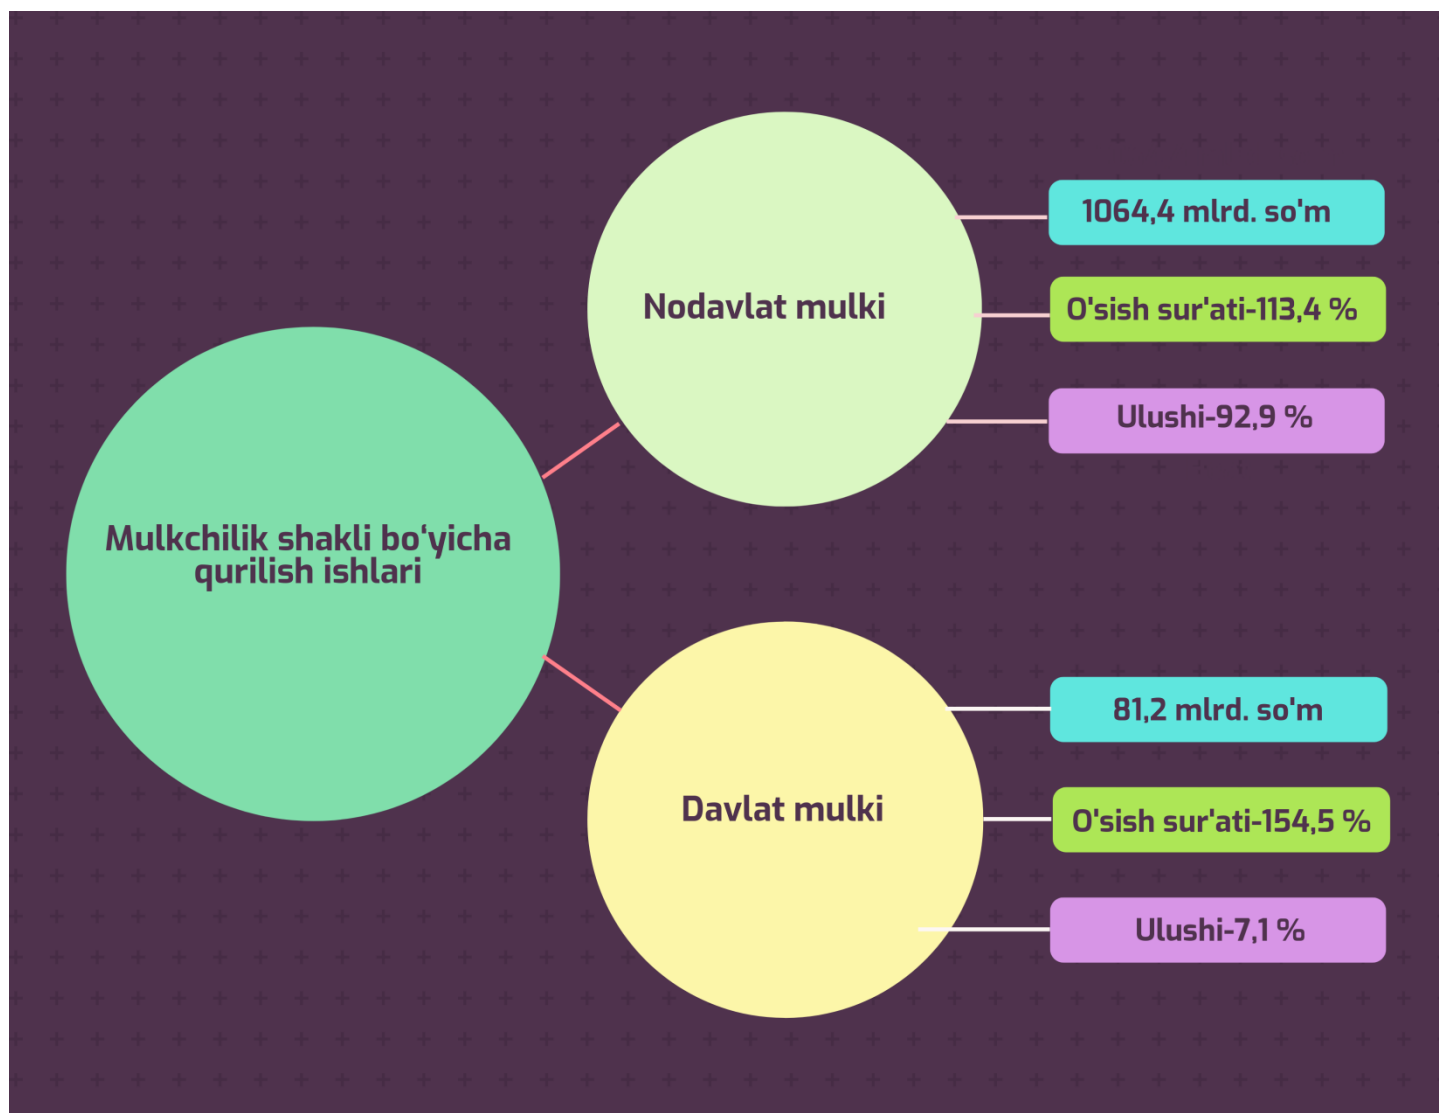 Mulkchilik shakli bo‘yicha
qurilish ishlari
Nodavlat mulki
1064,4 mlrd. so'm
O'sish sur'ati-113,4 %
Ulushi-92,9 %
Davlat mulki
81,2 mlrd. so'm
O'sish sur'ati-154,5 %
Ulushi-7,1 %